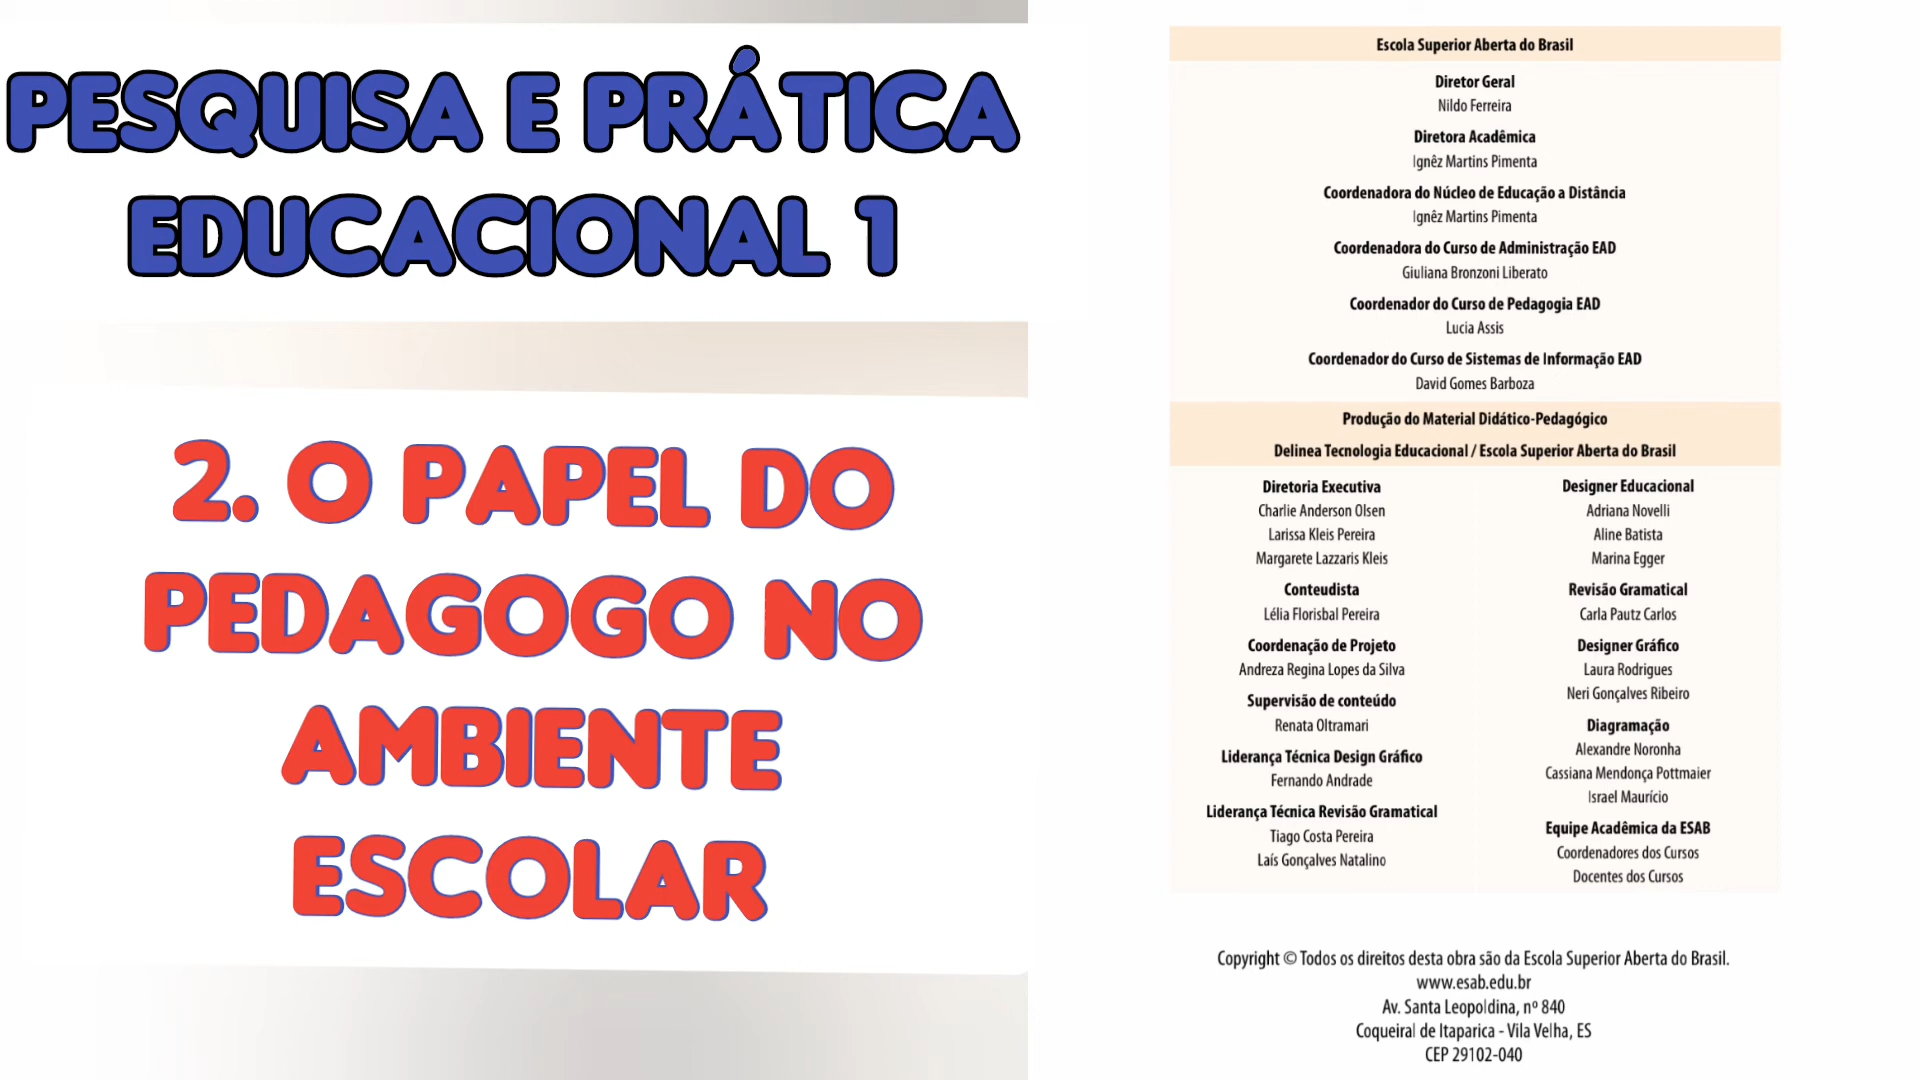 PESQUISA E PRÁTICA
EDUCACIONAL 1
2. O PAPEL DO
PEDAGOGO NO
AMBIENTE
ESCOLAR
Escola Superior Aberta do Brasil
Diretor Geral
Nildo Ferreira
Diretora Acadêmica
Ignêz Martins Pimenta
Coordenadora do Núcleo de Educação a Distância
Ignêz Martins Pimenta
Coordenadora do Curso de Administração EAD
Giuliana Bronzoni Liberato
Coordenador do Curso de Pedagogia EAD
Lucia Assis
Coordenador do Curso de Sistemas de Informação EAD
David Gomes Barboza
Produção do Material Didático-Pedagógico
Delinea Tecnologia Educacional / Escola Superior Aberta do Brasil
Diretoria Executiva
Charlie Anderson Olsen
Larissa Kleis Pereira
Margarete Lazzaris Kleis
Conteudista
Lélia Florisbal Pereira
Coordenação de Projeto
Andreza Regina Lopes da Silva
Supervisão de conteúdo
Renata Oltramari
Liderança Técnica Design Gráfico
Fernando Andrade
Liderança Técnica Revisão Gramatical
Tiago Costa Pereira
Laís Gonçalves Natalino
Designer Educacional
Adriana Novelli
Aline Batista
Marina Egger
Revisão Gramatical
Carla Pautz Carlos
Designer Gráfico
Laura Rodrigues
Neri Gonçalves Ribeiro
Diagramação
Alexandre Noronha
Cassiana Mendonça Pottmaier
Israel Maurício
Equipe Acadêmica da ESAB
Coordenadores dos Cursos
Docentes dos Cursos
Copyright © Todos os direitos desta obra são da Escola Superior Aberta do Brasil.
www.esab.edu.br
Av. Santa Leopoldina, nº 840
Coqueiral de Itaparica - Vila Velha, ES
CEP 29102-040